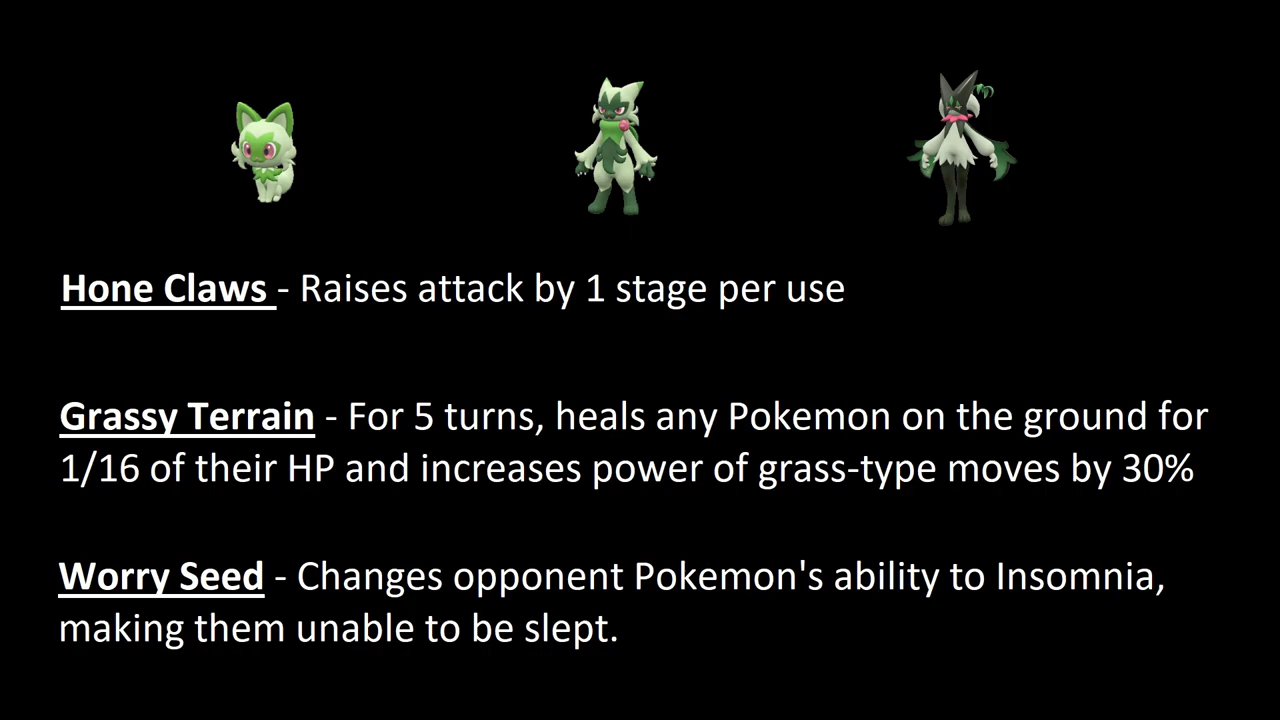 Hone Claws - Raises attack by 1 stage per use
Grassy Terrain - For 5 turns, heals any Pokemon on the ground for
1/16 of their HP and increases power of grass-type moves by 30%
Worry Seed - Changes opponent Pokemon's ability to Insomnia,
making them unable to be slept.